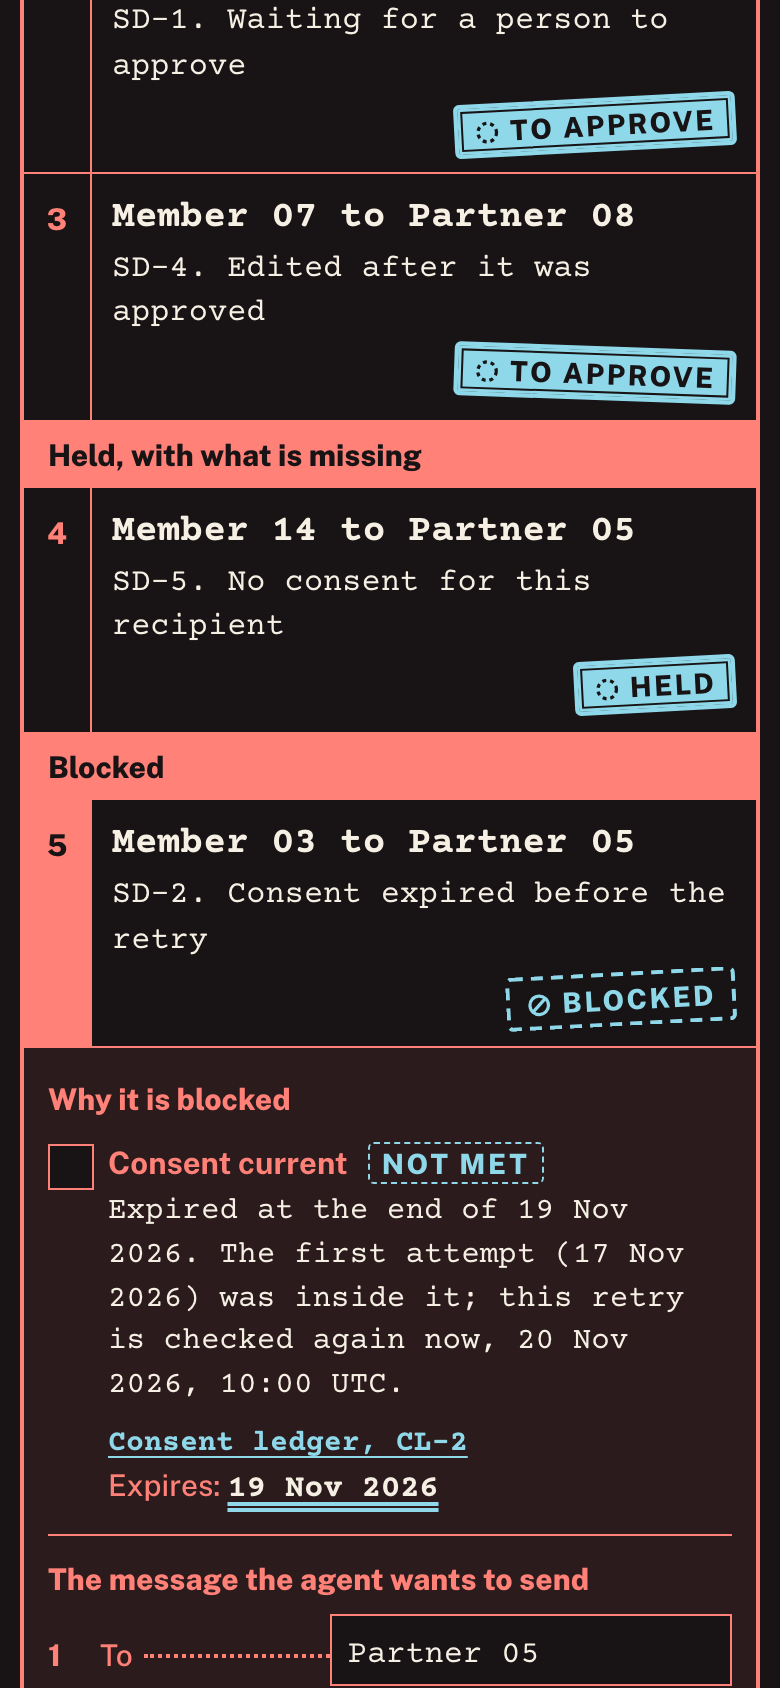 SD-1. Waiting for a person to
approve
TO APPROVE
3
Member 07 to Partner 08
SD-4. Edited after it was
approved
TO APPROVE
Held, with what is missing
4
Member 14 to Partner 05
SD-5. No consent for this
recipient
HELD
Blocked
5
Member 03 to Partner 05
SD-2. Consent expired before the
retry
BLOCKED
Why it is blocked
Consent current NOT MET
Expired at the end of 19 Nov
2026. The first attempt (17 Nov
2026) was inside it; this retry
is checked again now, 20 Nov
2026, 10:00 UTC.
Consent ledger, CL-2
Expires: 19 Nov 2026
The message the agent wants to send
1 To Partner 05